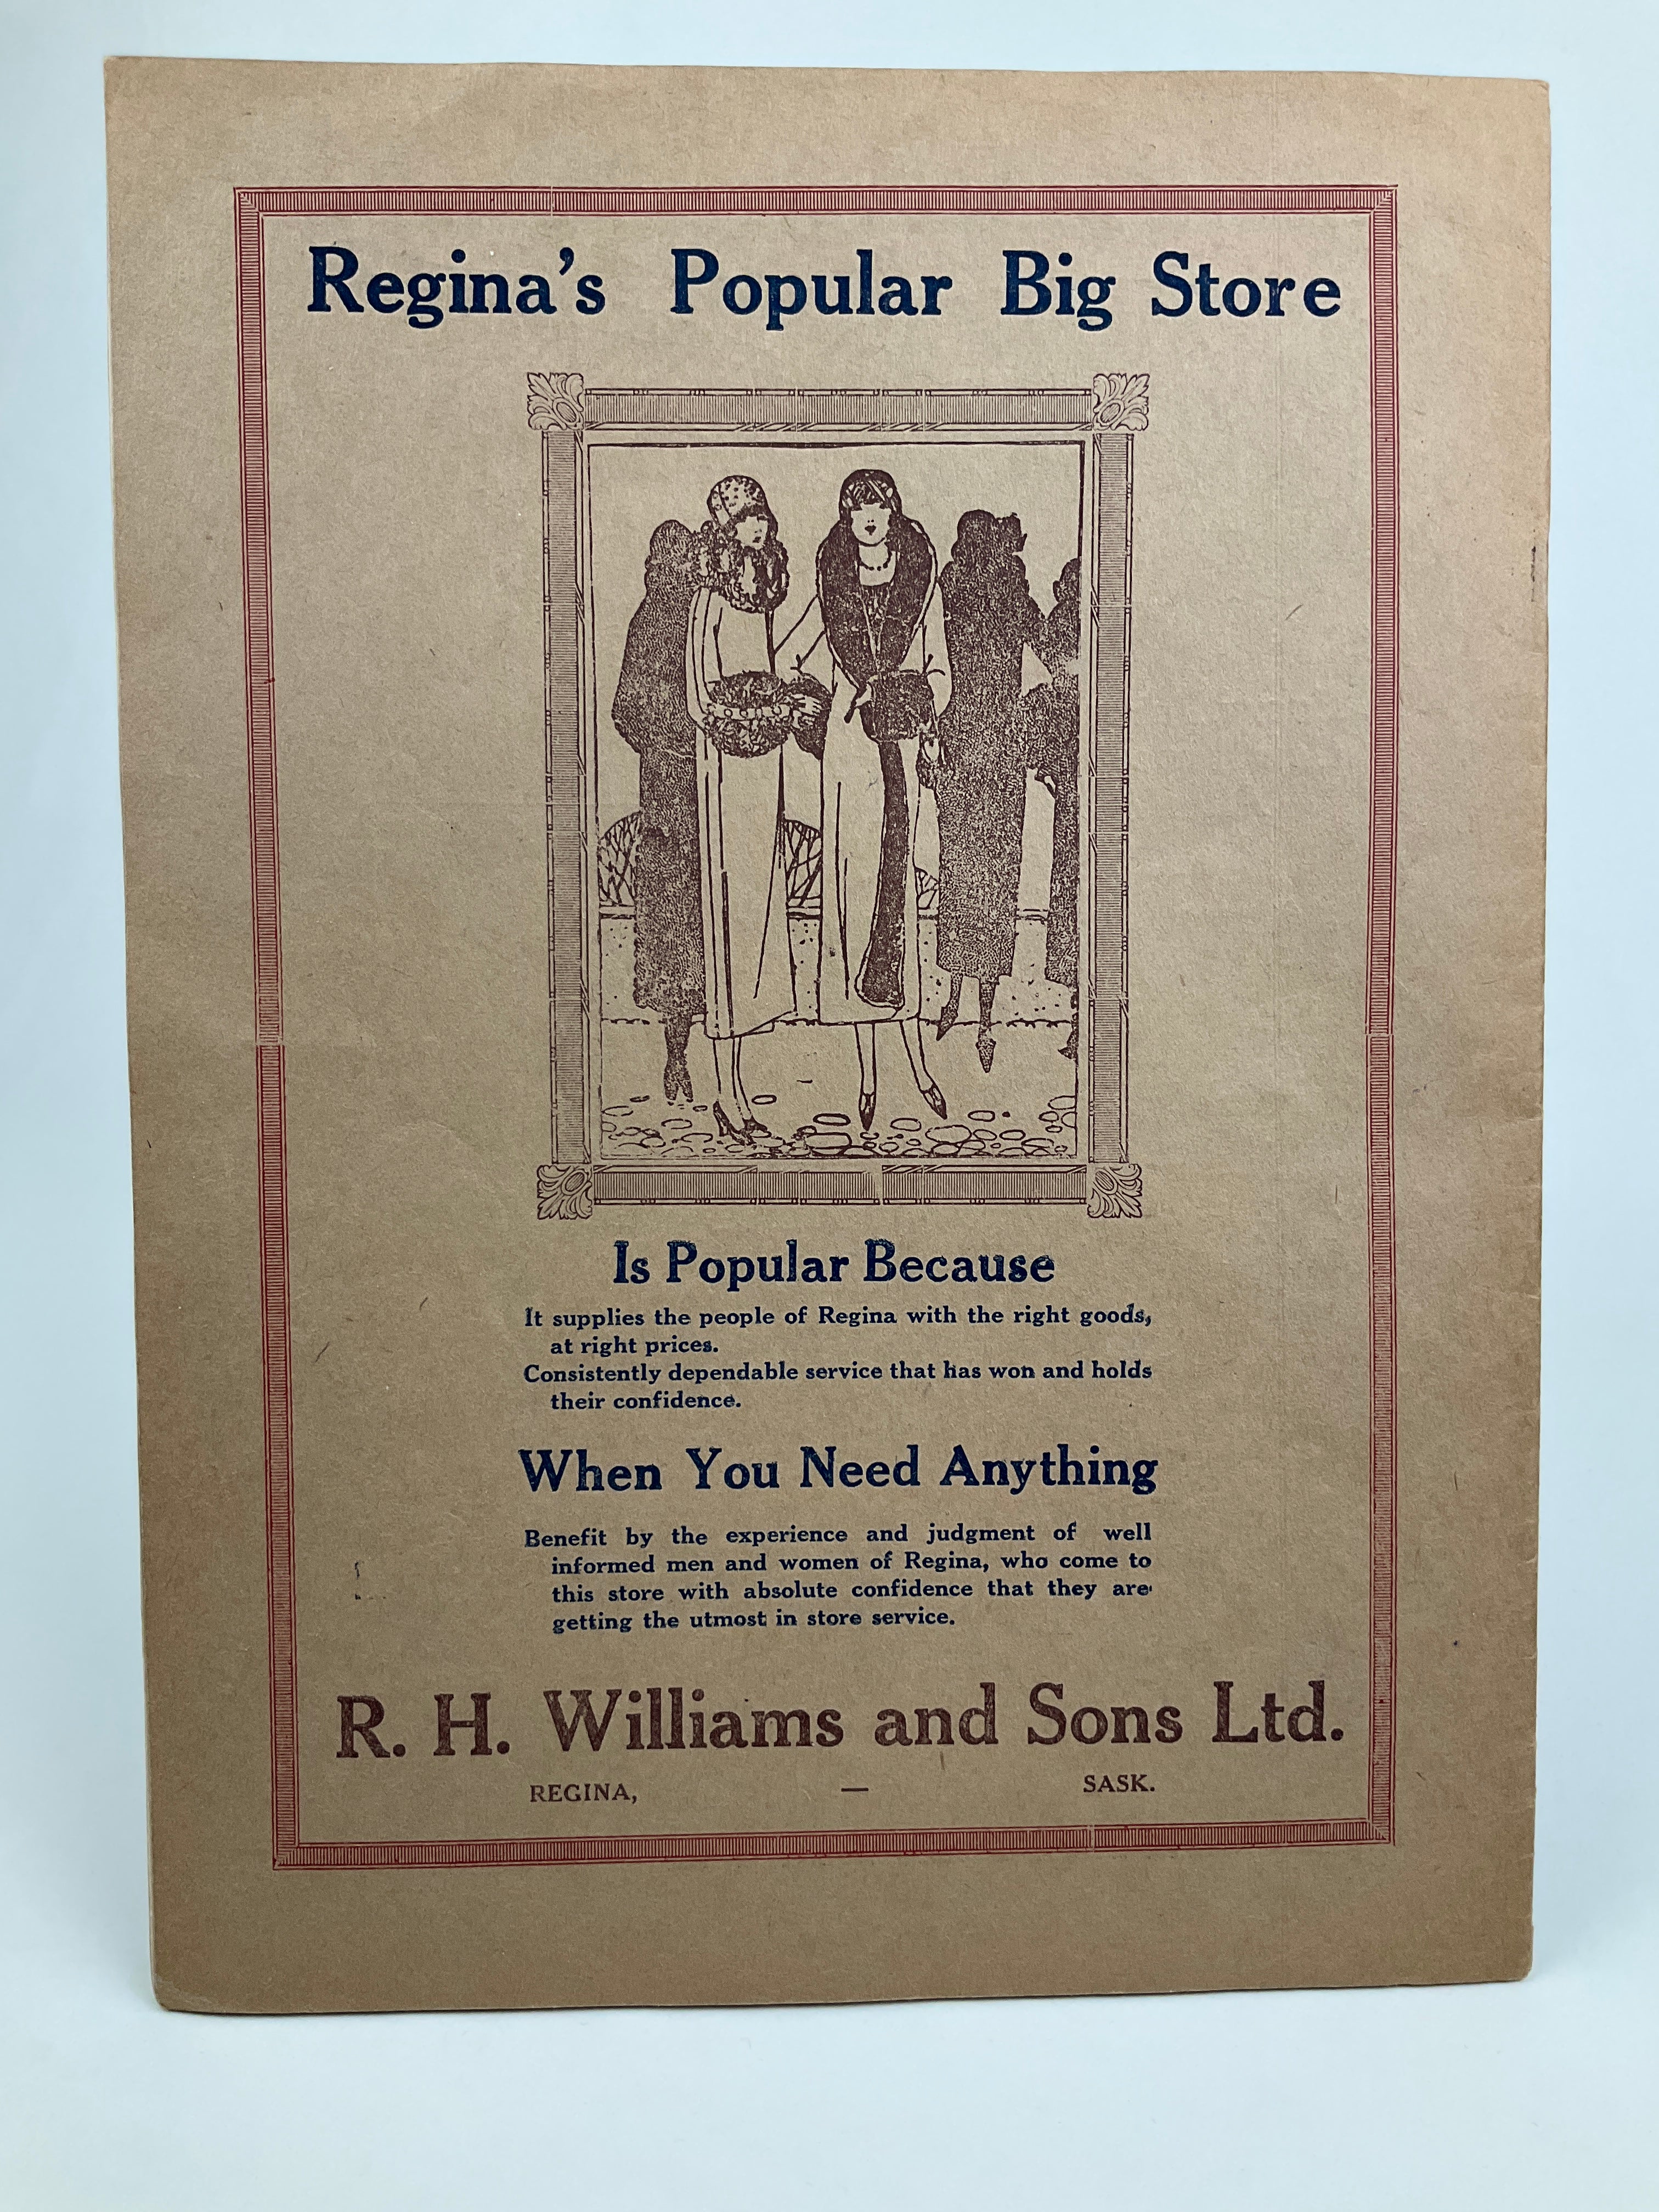 Regina's Popular Big Store
Is Popular Because
It supplies the people of Regina with the right goods,
at right prices.
Consistently dependable service that has won and holds
their confidence.
When You Need Anything
Benefit by the experience and judgment of well
informed men and women of Regina, who come to
this store with absolute confidence that they are
getting the utmost in store service.
R. H. Williams and Sons Ltd.
REGINA, — SASK.